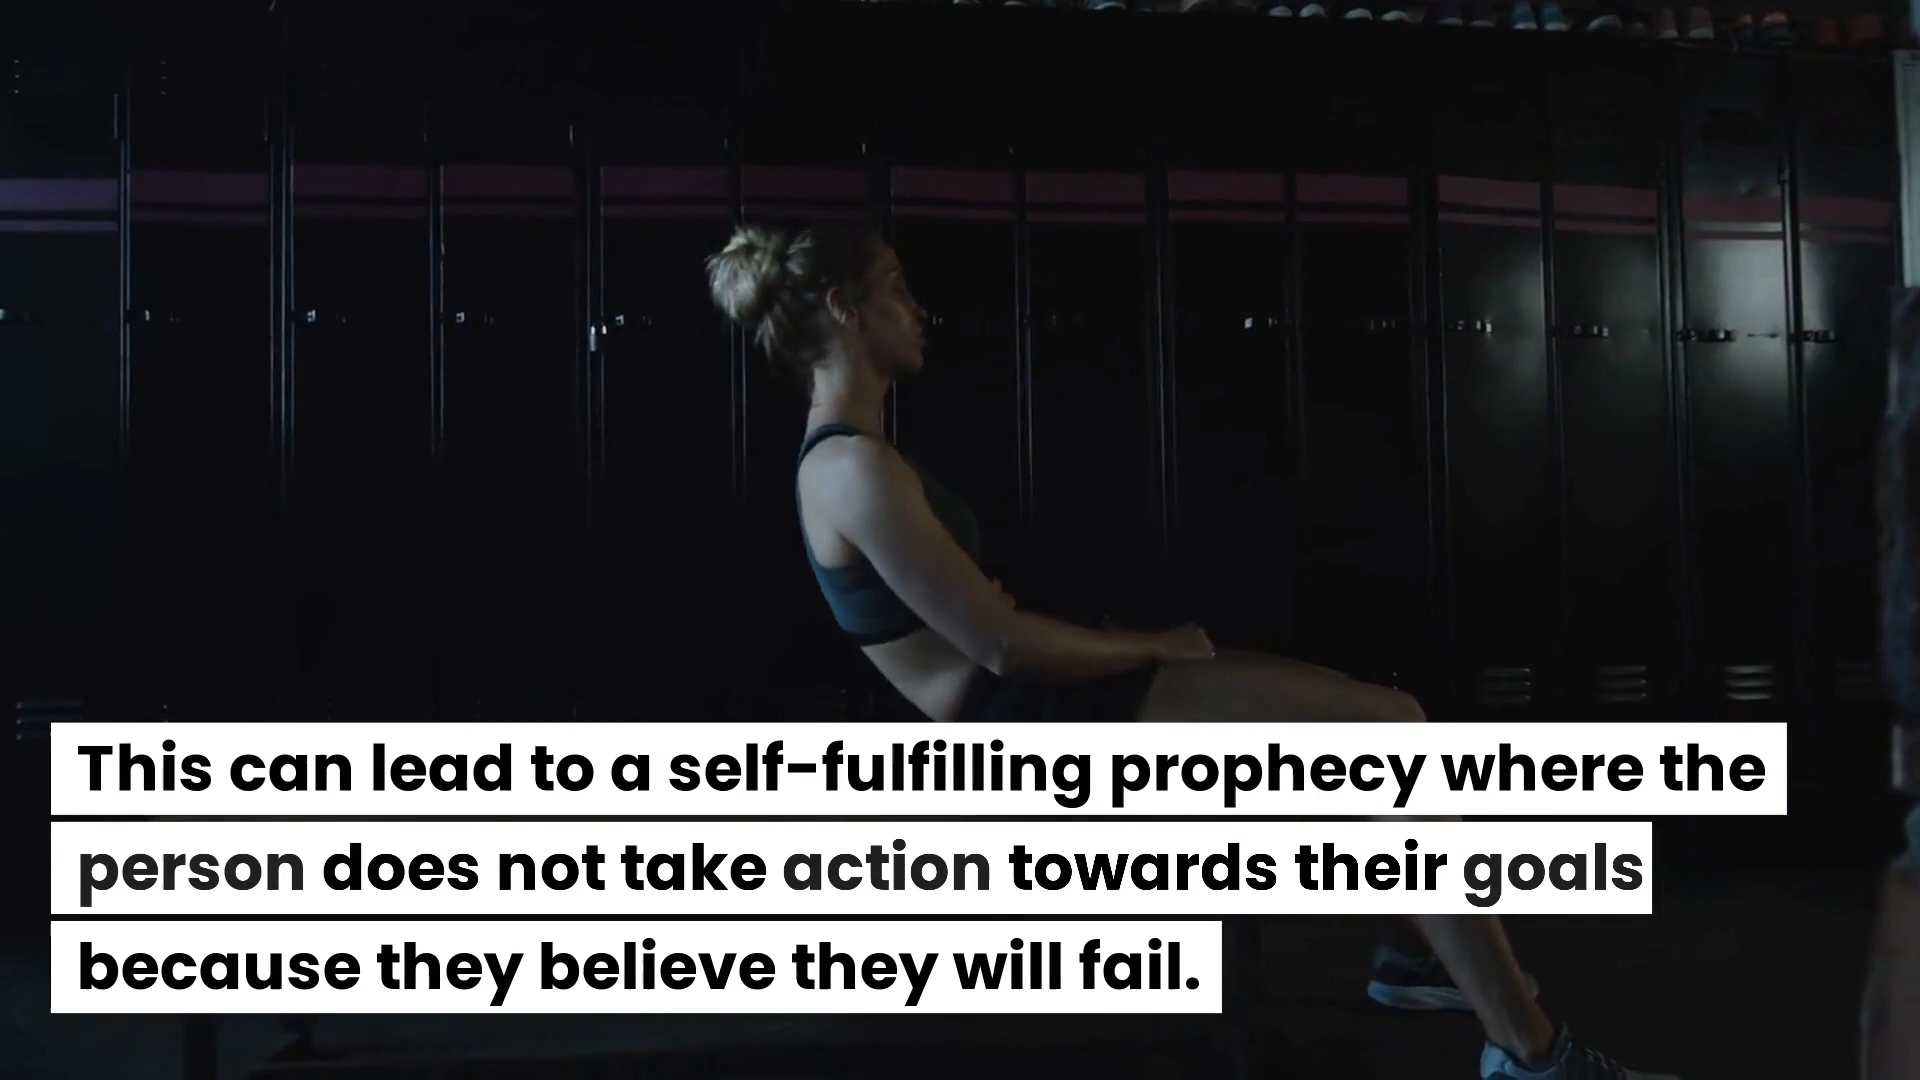 This can lead to a self-fulfilling prophecy where the
person does not take action towards their goals
because they believe they will fail.